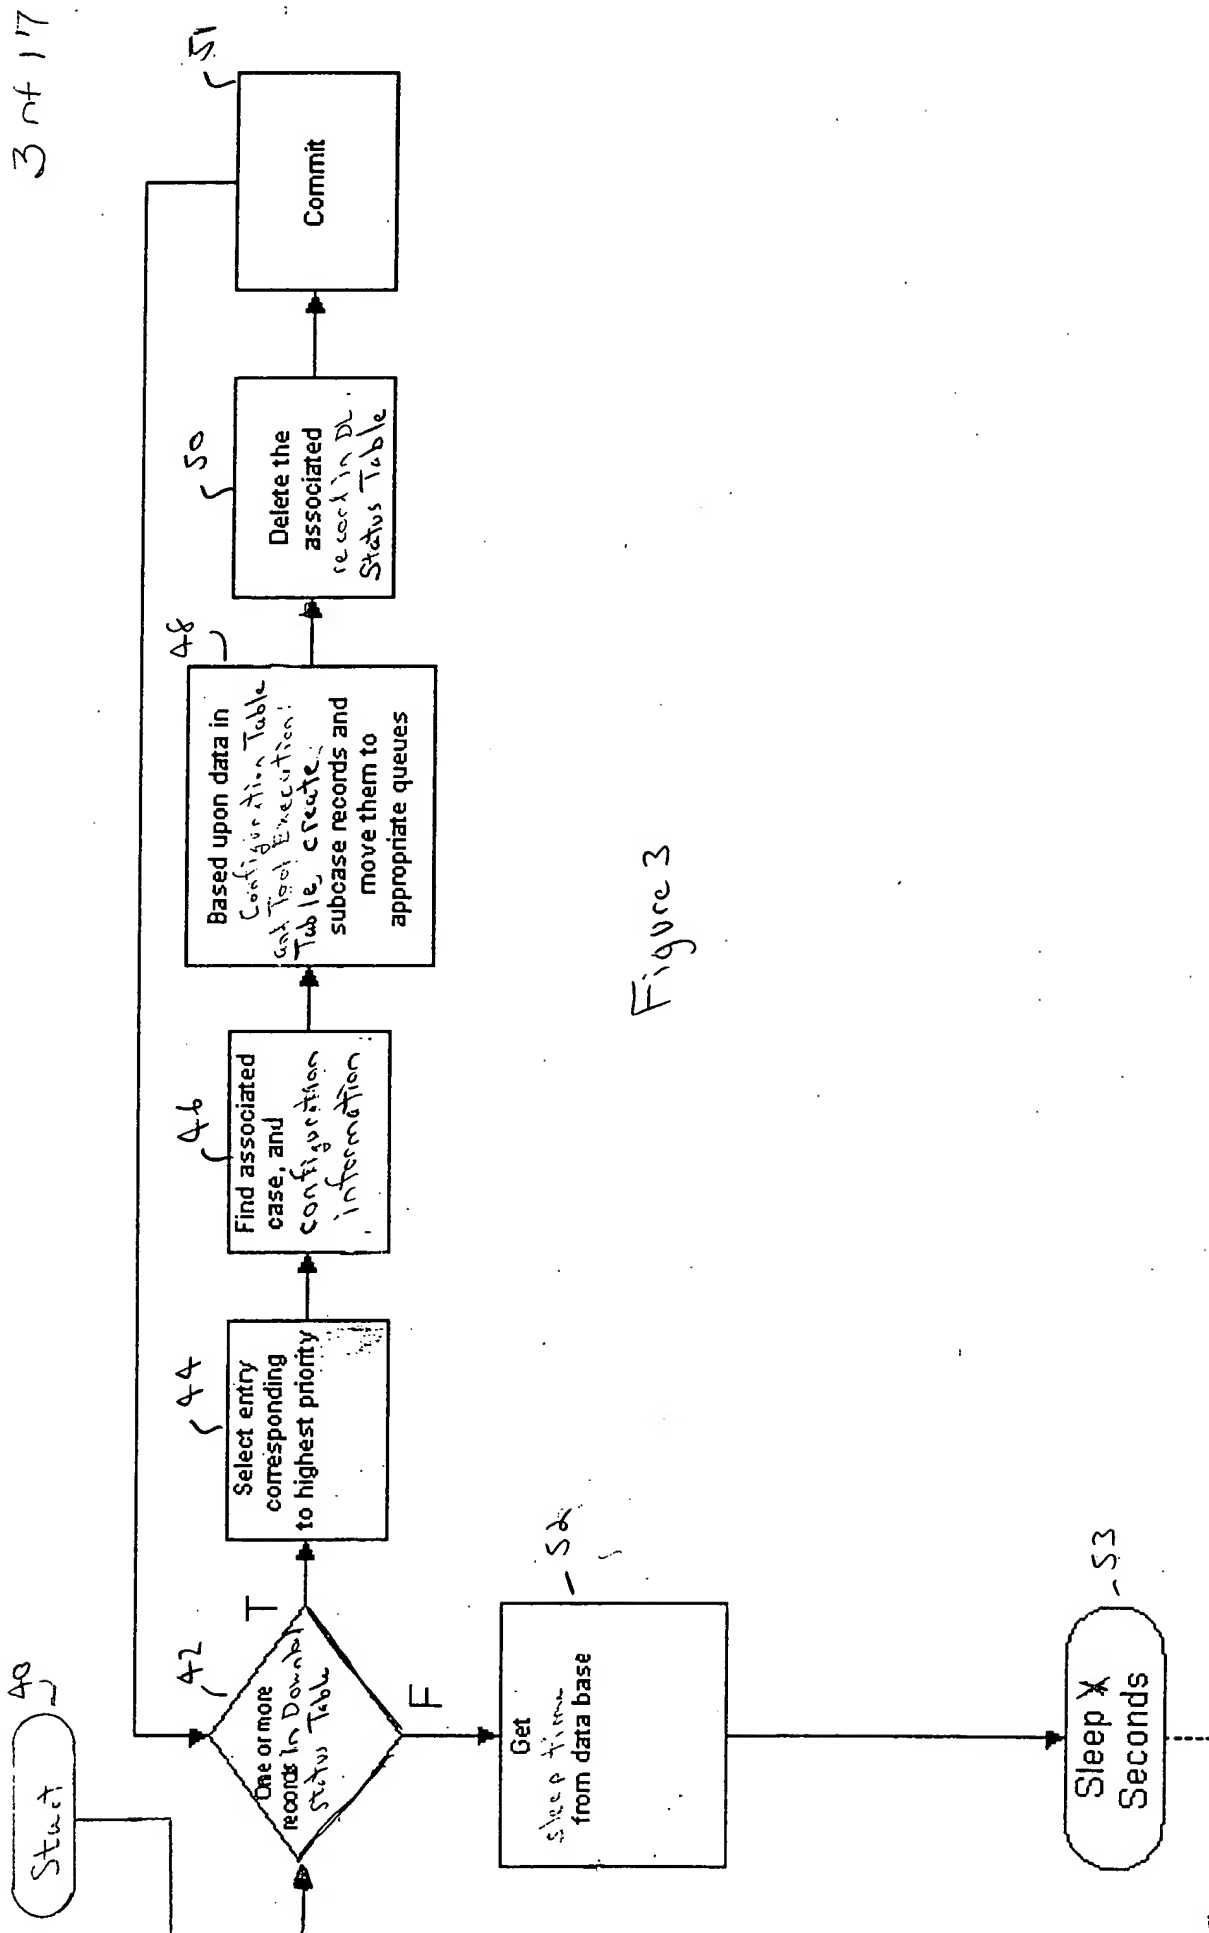 3 of 17
Start
40
42
One or more
records in Downbl
Status Table
T
F
44
Select entry
corresponding
to highest priority
46
Find associated
case, and
configuration
information
48
Based upon data in
Configuration Table
and Tool Execution
Table, create
subcase records and
move them to
appropriate queues
50
Delete the
associated
record in DL
Status Table
51
Commit
52
Get
sleep time
from data base
53
Sleep X
Seconds
Figure 3